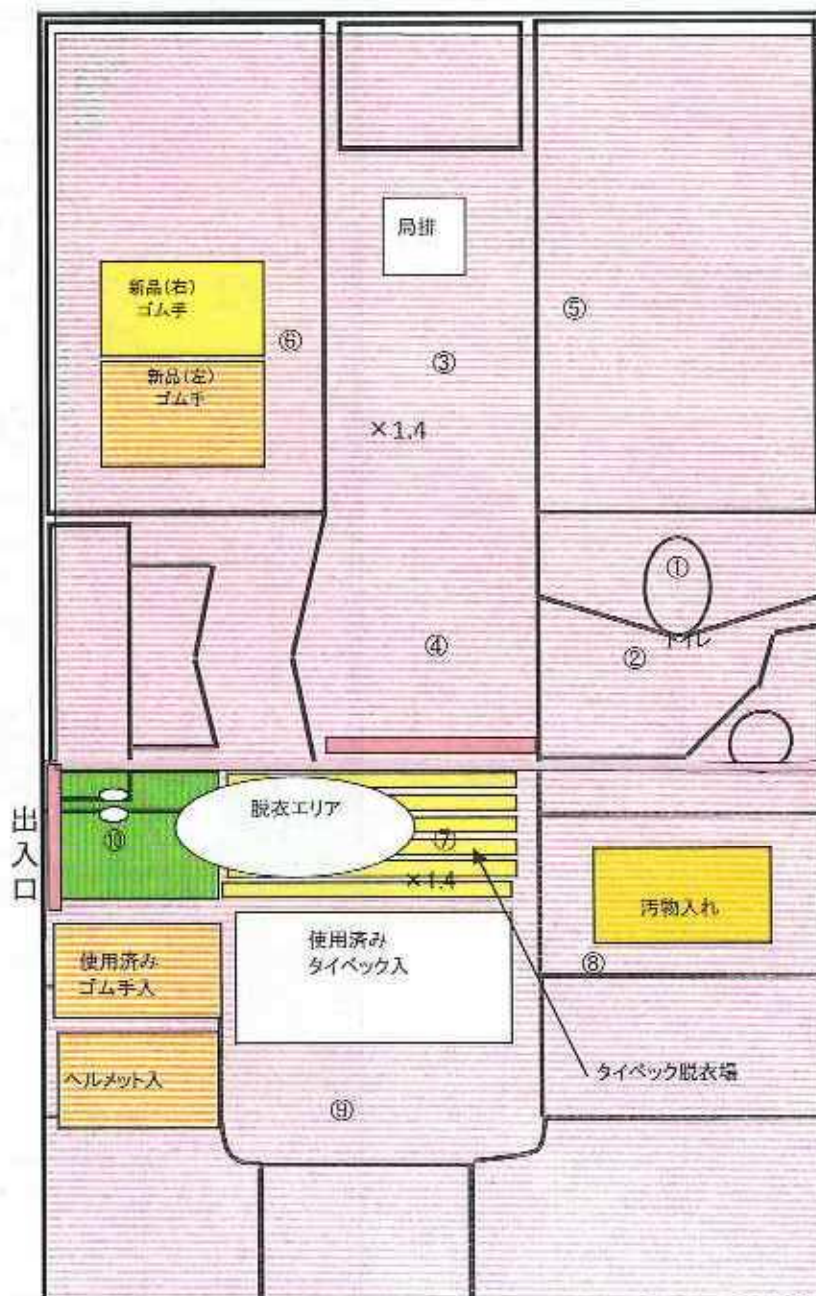 局排
新品(右)
ゴム手
⑤
⑥
③
新品(左)
ゴム手
×1.4
①
トイレ
④
②
出入口
脱衣エリア
⑩
⑦
×1.4
汚物入れ
使用済み
タイベック入
使用済み
ゴム手入
⑧
タイベック脱衣場
ヘルメット入
⑨